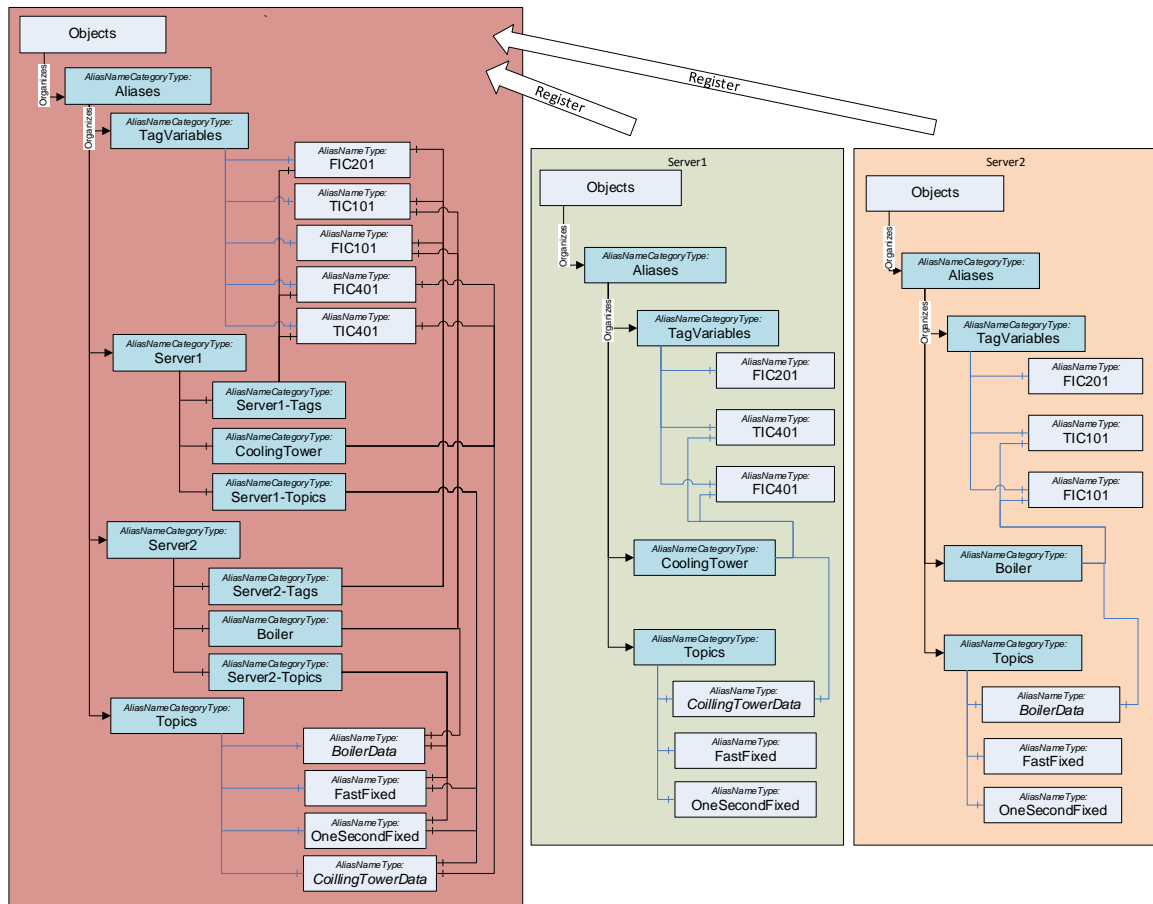 Objects
Organizes
AliasNameCategoryType:
Aliases
Organizes
AliasNameCategoryType:
TagVariables
AliasNameType:
FIC201
AliasNameType:
TIC101
AliasNameType:
FIC101
AliasNameType:
FIC401
AliasNameType:
TIC401
AliasNameCategoryType:
Server1
AliasNameCategoryType:
Server1-Tags
AliasNameCategoryType:
CoolingTower
AliasNameCategoryType:
Server1-Topics
AliasNameCategoryType:
Server2
AliasNameCategoryType:
Server2-Tags
AliasNameCategoryType:
Boiler
AliasNameCategoryType:
Server2-Topics
AliasNameCategoryType:
Topics
AliasNameType:
BoilerData
AliasNameType:
FastFixed
AliasNameType:
OneSecondFixed
AliasNameType:
CoillingTowerData
Register
Register
Server1
Objects
Organizes
AliasNameCategoryType:
Aliases
Organizes
AliasNameCategoryType:
TagVariables
AliasNameType:
FIC201
AliasNameType:
TIC401
AliasNameType:
FIC401
AliasNameCategoryType:
CoolingTower
AliasNameCategoryType:
Topics
AliasNameType:
CoillingTowerData
AliasNameType:
FastFixed
AliasNameType:
OneSecondFixed
Server2
Objects
Organizes
AliasNameCategoryType:
Aliases
Organizes
AliasNameCategoryType:
TagVariables
AliasNameType:
FIC201
AliasNameType:
TIC101
AliasNameType:
FIC101
AliasNameCategoryType:
Boiler
AliasNameCategoryType:
Topics
AliasNameType:
BoilerData
AliasNameType:
FastFixed
AliasNameType:
OneSecondFixed